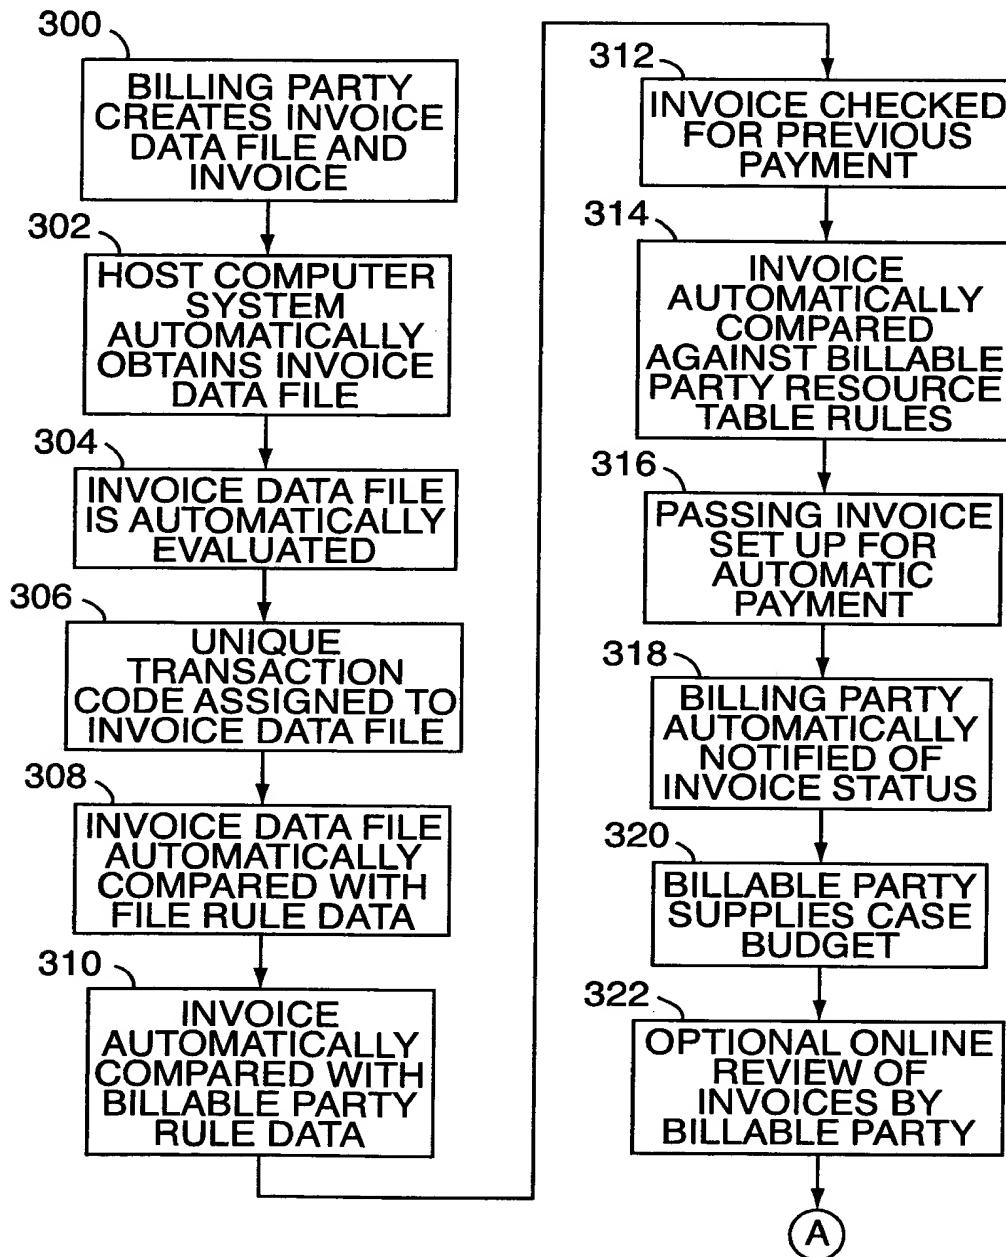 300
BILLING PARTY
CREATES INVOICE
DATA FILE AND
INVOICE
302
HOST COMPUTER
SYSTEM
AUTOMATICALLY
OBTAINS INVOICE
DATA FILE
304
INVOICE DATA FILE
IS AUTOMATICALLY
EVALUATED
306
UNIQUE
TRANSACTION
CODE ASSIGNED TO
INVOICE DATA FILE
308
INVOICE DATA FILE
AUTOMATICALLY
COMPARED WITH
FILE RULE DATA
310
INVOICE
AUTOMATICALLY
COMPARED WITH
BILLABLE PARTY
RULE DATA
312
INVOICE CHECKED
FOR PREVIOUS
PAYMENT
314
INVOICE
AUTOMATICALLY
COMPARED
AGAINST BILLABLE
PARTY RESOURCE
TABLE RULES
316
PASSING INVOICE
SET UP FOR
AUTOMATIC
PAYMENT
318
BILLING PARTY
AUTOMATICALLY
NOTIFIED OF
INVOICE STATUS
320
BILLABLE PARTY
SUPPLIES CASE
BUDGET
322
OPTIONAL ONLINE
REVIEW OF
INVOICES BY
BILLABLE PARTY
A